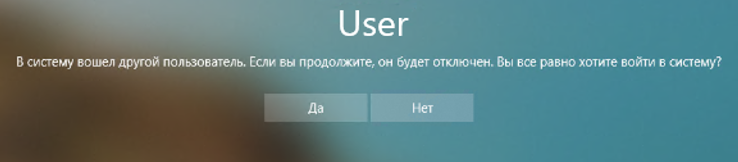 User
В систему вошел другой пользователь. Если вы продолжите, он будет отключен. Вы все равно хотите войти в систему?
Да
Нет